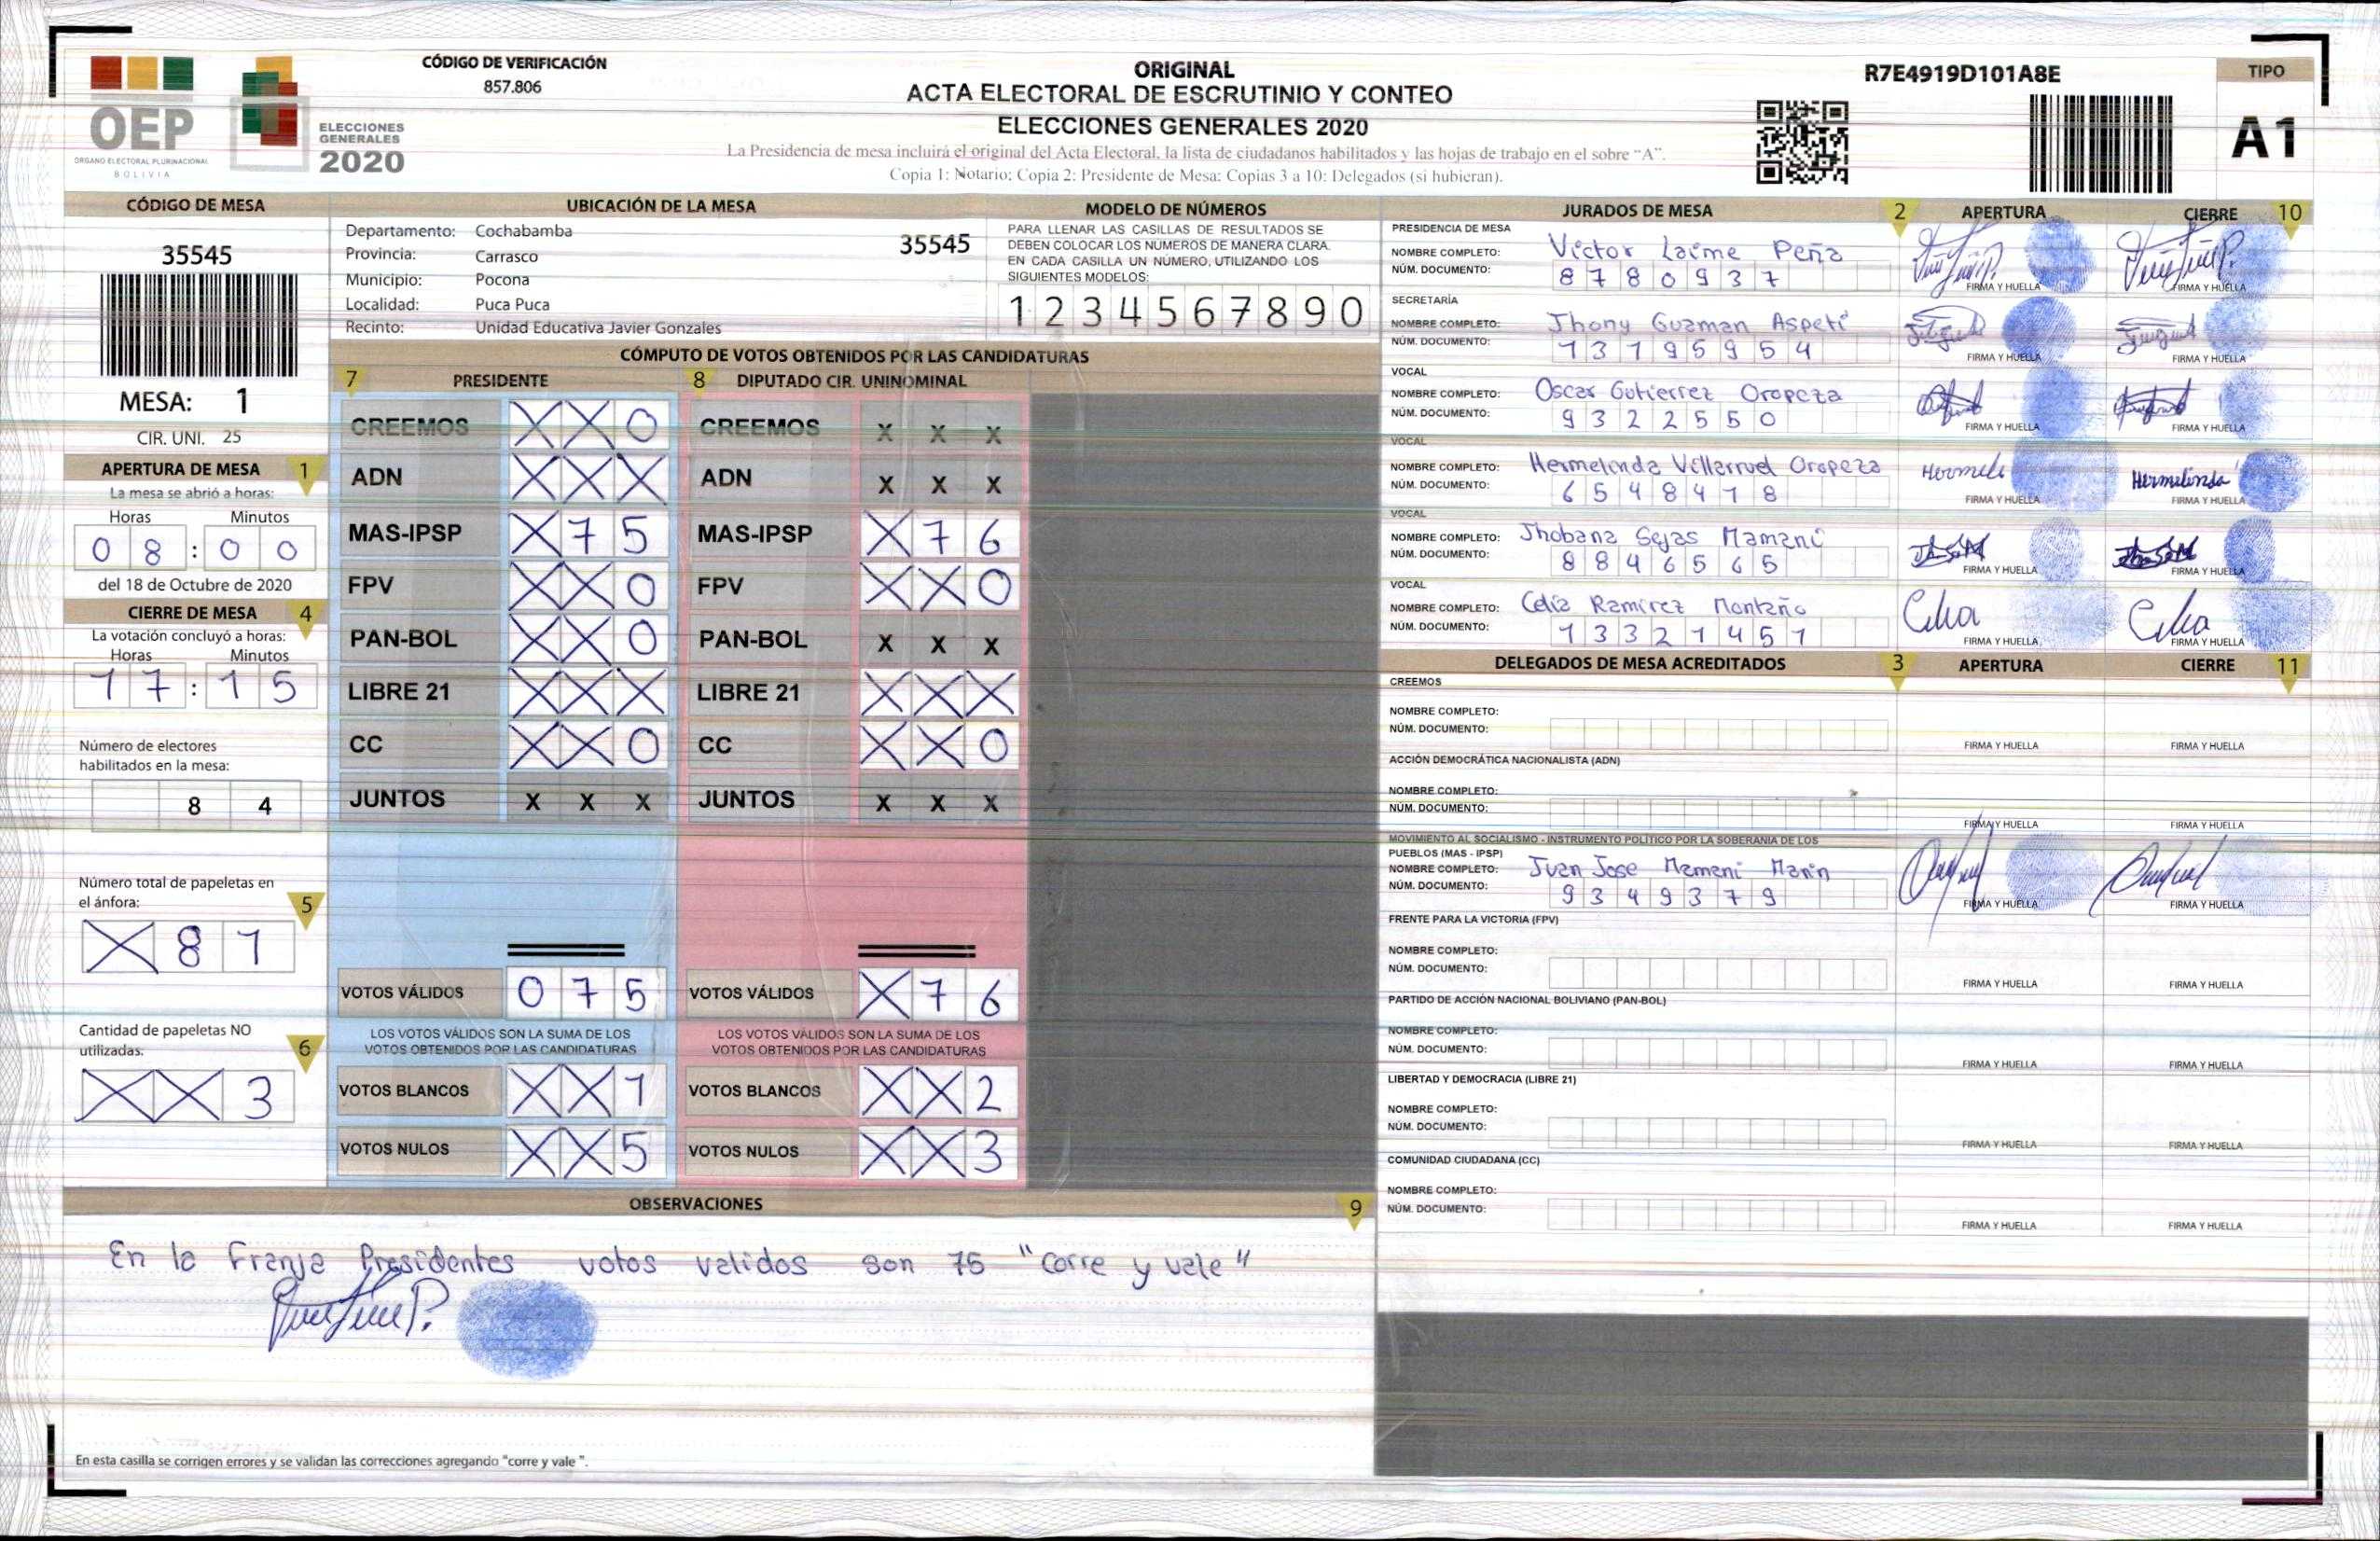 OEP
ÓRGANO ELECTORAL PLURINACIONAL
BOLIVIA
ELECCIONES
GENERALES
2020
CÓDIGO DE VERIFICACIÓN
857.806
ORIGINAL
ACTA ELECTORAL DE ESCRUTINIO Y CONTEO
ELECCIONES GENERALES 2020
La Presidencia de mesa incluirá el original del Acta Electoral, la lista de ciudadanos habilitados y las hojas de trabajo en el sobre “A”.
Copia 1: Notario; Copia 2: Presidente de Mesa; Copias 3 a 10: Delegados (si hubieran).
R7E4919D101A8E
TIPO
A1
CÓDIGO DE MESA
35545
MESA: 1
CIR. UNI. 25
APERTURA DE MESA 1
La mesa se abrió a horas:
Horas Minutos
0 8 : 0 0
del 18 de Octubre de 2020
CIERRE DE MESA 4
La votación concluyó a horas:
Horas Minutos
1 7 : 1 5
Número de electores
habilitados en la mesa:
8 4
Número total de papeletas en
el ánfora: 5
X 8 1
Cantidad de papeletas NO
utilizadas: 6
X X 3
UBICACIÓN DE LA MESA
Departamento: Cochabamba 35545
Provincia: Carrasco
Municipio: Pocona
Localidad: Puca Puca
Recinto: Unidad Educativa Javier Gonzales
MODELO DE NÚMEROS
PARA LLENAR LAS CASILLAS DE RESULTADOS SE
DEBEN COLOCAR LOS NÚMEROS DE MANERA CLARA.
EN CADA CASILLA UN NÚMERO, UTILIZANDO LOS
SIGUIENTES MODELOS:
1 2 3 4 5 6 7 8 9 0
CÓMPUTO DE VOTOS OBTENIDOS POR LAS CANDIDATURAS
7 PRESIDENTE 8 DIPUTADO CIR. UNINOMINAL
CREEMOS X X 0 CREEMOS X X X
ADN X X X ADN X X X
MAS-IPSP X 7 5 MAS-IPSP X 7 6
FPV X X 0 FPV X X 0
PAN-BOL X X 0 PAN-BOL X X X
LIBRE 21 X X X LIBRE 21 X X X
CC X X 0 CC X X 0
JUNTOS X X X JUNTOS X X X
VOTOS VÁLIDOS 0 7 5 VOTOS VÁLIDOS X 7 6
LOS VOTOS VÁLIDOS SON LA SUMA DE LOS LOS VOTOS VÁLIDOS SON LA SUMA DE LOS
VOTOS OBTENIDOS POR LAS CANDIDATURAS VOTOS OBTENIDOS POR LAS CANDIDATURAS
VOTOS BLANCOS X X 1 VOTOS BLANCOS X X 2
VOTOS NULOS X X 5 VOTOS NULOS X X 3
OBSERVACIONES 9
En la Franja Presidentes votos validos son 75 "corre y vale"
En esta casilla se corrigen errores y se validan las correcciones agregando "corre y vale ".
JURADOS DE MESA 2 APERTURA CIERRE 10
PRESIDENCIA DE MESA
NOMBRE COMPLETO: Victor Laime Peña
NÚM. DOCUMENTO: 8 7 8 0 9 3 7
FIRMA Y HUELLA FIRMA Y HUELLA
SECRETARÍA
NOMBRE COMPLETO: Jhony Guzman Aspeti
NÚM. DOCUMENTO: 1 3 1 9 5 9 5 4
FIRMA Y HUELLA FIRMA Y HUELLA
VOCAL
NOMBRE COMPLETO: Oscar Gutierrez Oropeza
NÚM. DOCUMENTO: 9 3 2 2 5 5 0
FIRMA Y HUELLA FIRMA Y HUELLA
VOCAL
NOMBRE COMPLETO: Hermelinda Villarruel Oropeza Hermeli Hermelinda
NÚM. DOCUMENTO: 6 5 4 8 4 1 8
FIRMA Y HUELLA FIRMA Y HUELLA
VOCAL
NOMBRE COMPLETO: Jhobana Sejas Mamani
NÚM. DOCUMENTO: 8 8 4 6 5 6 5
FIRMA Y HUELLA FIRMA Y HUELLA
VOCAL
NOMBRE COMPLETO: Celia Ramirez Montaño Celia Celia
NÚM. DOCUMENTO: 1 3 3 2 1 4 5 1
FIRMA Y HUELLA FIRMA Y HUELLA
DELEGADOS DE MESA ACREDITADOS 3 APERTURA CIERRE 11
CREEMOS
NOMBRE COMPLETO:
NÚM. DOCUMENTO:
FIRMA Y HUELLA FIRMA Y HUELLA
ACCIÓN DEMOCRÁTICA NACIONALISTA (ADN)
NOMBRE COMPLETO:
NÚM. DOCUMENTO:
FIRMA Y HUELLA FIRMA Y HUELLA
MOVIMIENTO AL SOCIALISMO - INSTRUMENTO POLÍTICO POR LA SOBERANIA DE LOS
PUEBLOS (MAS - IPSP)
NOMBRE COMPLETO: Juan Jose Mamani Marin
NÚM. DOCUMENTO: 9 3 4 9 3 7 9
FIRMA Y HUELLA FIRMA Y HUELLA
FRENTE PARA LA VICTORIA (FPV)
NOMBRE COMPLETO:
NÚM. DOCUMENTO:
FIRMA Y HUELLA FIRMA Y HUELLA
PARTIDO DE ACCIÓN NACIONAL BOLIVIANO (PAN-BOL)
NOMBRE COMPLETO:
NÚM. DOCUMENTO:
FIRMA Y HUELLA FIRMA Y HUELLA
LIBERTAD Y DEMOCRACIA (LIBRE 21)
NOMBRE COMPLETO:
NÚM. DOCUMENTO:
FIRMA Y HUELLA FIRMA Y HUELLA
COMUNIDAD CIUDADANA (CC)
NOMBRE COMPLETO:
NÚM. DOCUMENTO:
FIRMA Y HUELLA FIRMA Y HUELLA